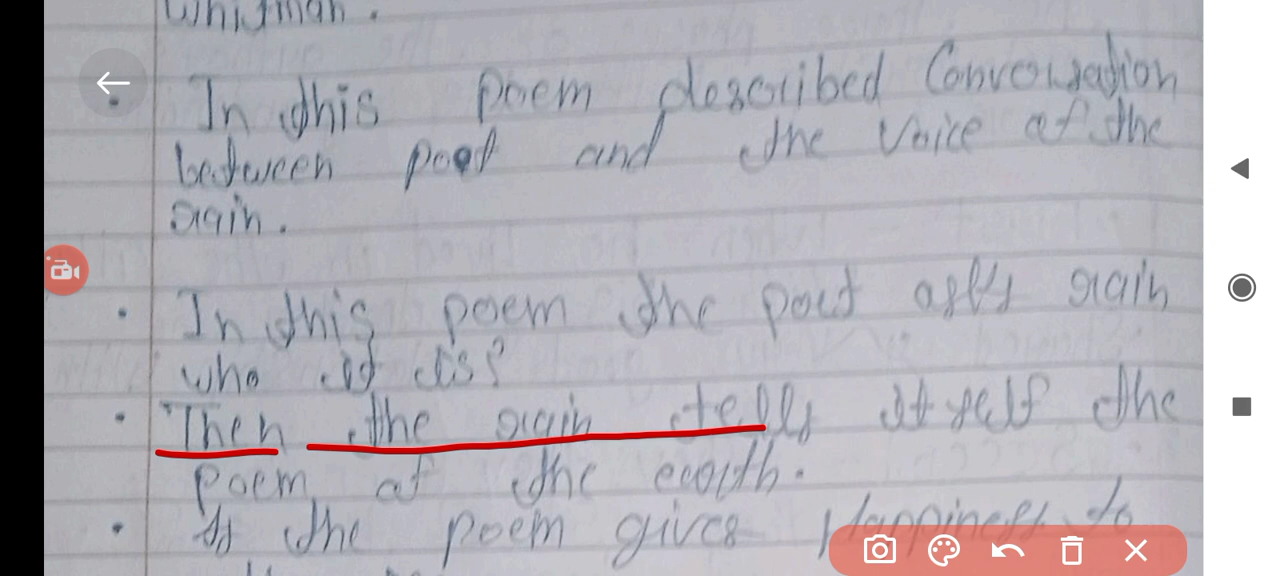 Whitman.
In this poem described Conversation
between poet and the Voice of the
rain.
In this poem the poet asks rain
who it is?
Then the rain tells itself the
poem of the earth.
the poem gives Happiness to